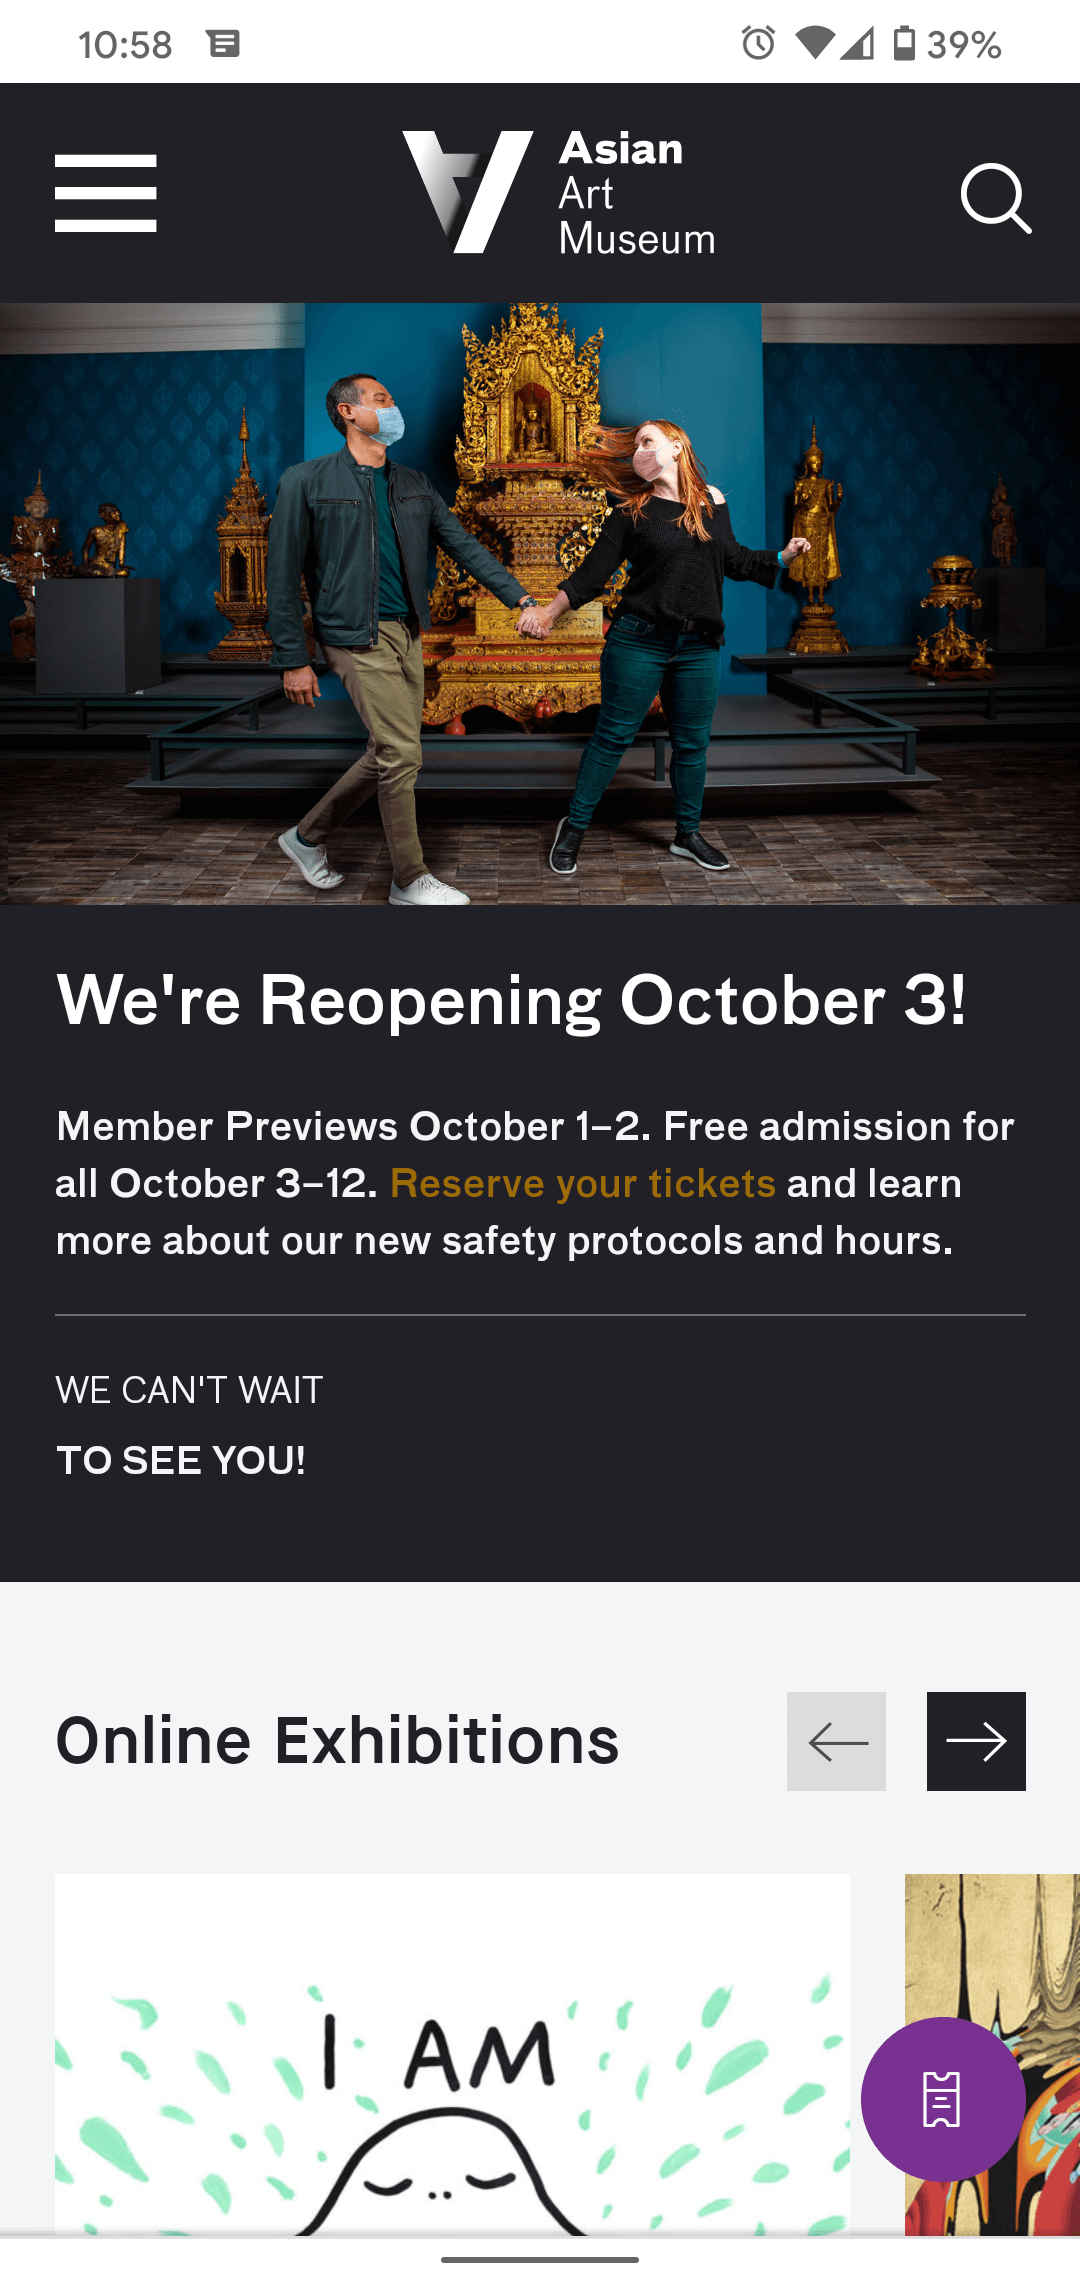 10:58
39%
Asian
Art
Museum
We're Reopening October 3!
Member Previews October 1–2. Free admission for
all October 3–12. Reserve your tickets and learn
more about our new safety protocols and hours.
WE CAN'T WAIT
TO SEE YOU!
Online Exhibitions
I AM